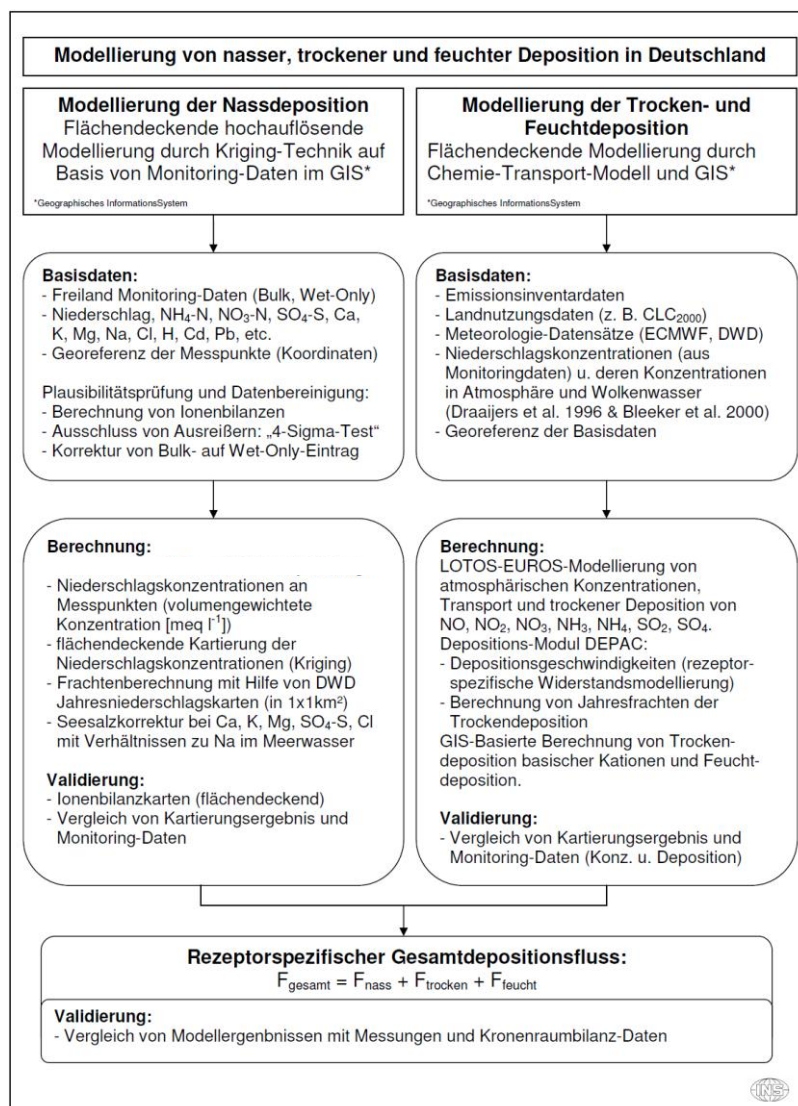 Modellierung von nasser, trockener und feuchter Deposition in Deutschland
Modellierung der Nassdeposition
Flächendeckende hochauflösende
Modellierung durch Kriging-Technik auf
Basis von Monitoring-Daten im GIS*
*Geographisches InformationsSystem
Modellierung der Trocken- und
Feuchtdeposition
Flächendeckende Modellierung durch
Chemie-Transport-Modell und GIS*
*Geographisches InformationsSystem
Basisdaten:
- Freiland Monitoring-Daten (Bulk, Wet-Only)
- Niederschlag, NH₄-N, NO₃-N, SO₄-S, Ca,
K, Mg, Na, Cl, H, Cd, Pb, etc.
- Georeferenz der Messpunkte (Koordinaten)
Plausibilitätsprüfung und Datenbereinigung:
- Berechnung von Ionenbilanzen
- Ausschluss von Ausreißern: „4-Sigma-Test“
- Korrektur von Bulk- auf Wet-Only-Eintrag
Basisdaten:
- Emissionsinventardaten
- Landnutzungsdaten (z. B. CLC₂₀₀₀)
- Meteorologie-Datensätze (ECMWF, DWD)
- Niederschlagskonzentrationen (aus
Monitoringdaten) u. deren Konzentrationen
in Atmosphäre und Wolkenwasser
(Draaijers et al. 1996 & Bleeker et al. 2000)
- Georeferenz der Basisdaten
Berechnung:
- Niederschlagskonzentrationen an
Messpunkten (volumengewichtete
Konzentration [meq l⁻¹])
- flächendeckende Kartierung der
Niederschlagskonzentrationen (Kriging)
- Frachtenberechnung mit Hilfe von DWD
Jahresniederschlagskarten (in 1x1km²)
- Seesalzkorrektur bei Ca, K, Mg, SO₄-S, Cl
mit Verhältnissen zu Na im Meerwasser
Validierung:
- Ionenbilanzkarten (flächendeckend)
- Vergleich von Kartierungsergebnis und
Monitoring-Daten
Berechnung:
LOTOS-EUROS-Modellierung von
atmosphärischen Konzentrationen,
Transport und trockener Deposition von
NO, NO₂, NO₃, NH₃, NH₄, SO₂, SO₄.
Depositions-Modul DEPAC:
- Depositionsgeschwindigkeiten (rezeptor-
spezifische Widerstandsmodellierung)
- Berechnung von Jahresfrachten der
Trockendeposition
GIS-Basierte Berechnung von Trocken-
deposition basischer Kationen und Feucht-
deposition.
Validierung:
- Vergleich von Kartierungsergebnis und
Monitoring-Daten (Konz. u. Deposition)
Rezeptorspezifischer Gesamtdepositionsfluss:
F_gesamt = F_nass + F_trocken + F_feucht
Validierung:
- Vergleich von Modellergenbnissen mit Messungen und Kronenraumbilanz-Daten
INS